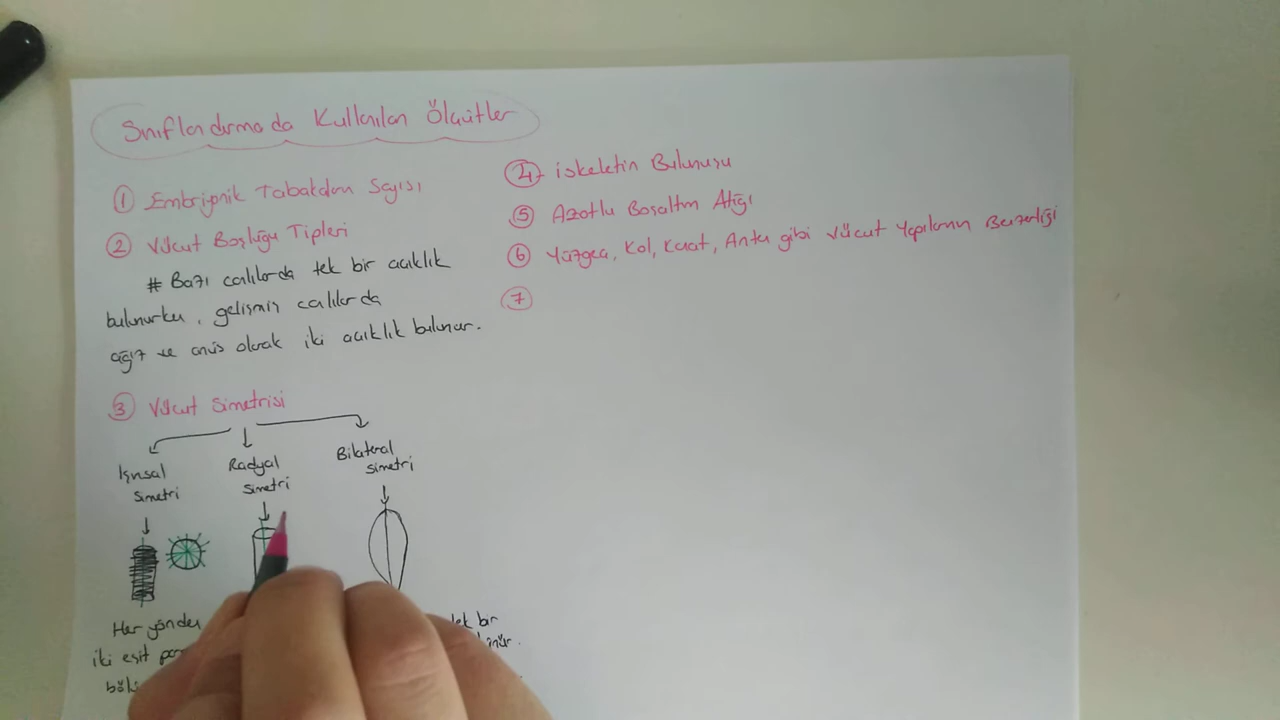 Sınıflandırmada Kullanılan Ölçütler
① Embriyonik Tabakaların Sayısı
② Vücut Boşluğu Tipleri
# Bazı canlılarda tek bir açıklık
bulunurken, gelişmiş canlılarda
ağız ve anüs olarak iki açıklık bulunur.
③ Vücut Simetrisi
Işınsal
Simetri
Radyal
Simetri
Bilateral
Simetri
Her yönden
iki eşit
tek bir
④ İskeletin Bulunuşu
⑤ Azotlu Boşaltım Atığı
⑥ Yüzgeç, Kol, Kanat, Anten gibi Vücut Yapılarının Benzerliği
⑦